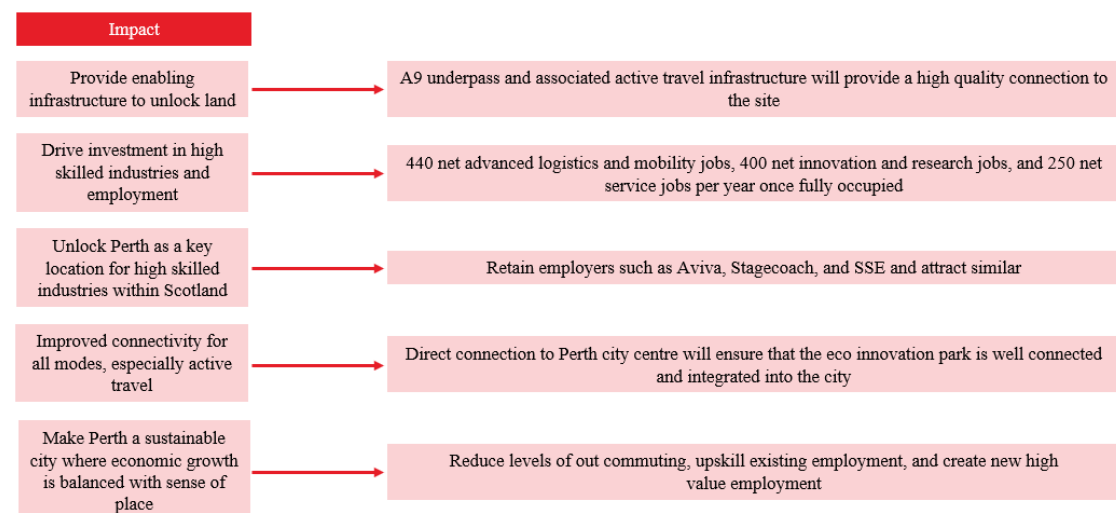 Impact
Provide enabling
infrastructure to unlock land
A9 underpass and associated active travel infrastructure will provide a high quality connection to
the site
Drive investment in high
skilled industries and
employment
440 net advanced logistics and mobility jobs, 400 net innovation and research jobs, and 250 net
service jobs per year once fully occupied
Unlock Perth as a key
location for high skilled
industries within Scotland
Retain employers such as Aviva, Stagecoach, and SSE and attract similar
Improved connectivity for
all modes, especially active
travel
Direct connection to Perth city centre will ensure that the eco innovation park is well connected
and integrated into the city
Make Perth a sustainable
city where economic growth
is balanced with sense of
place
Reduce levels of out commuting, upskill existing employment, and create new high
value employment